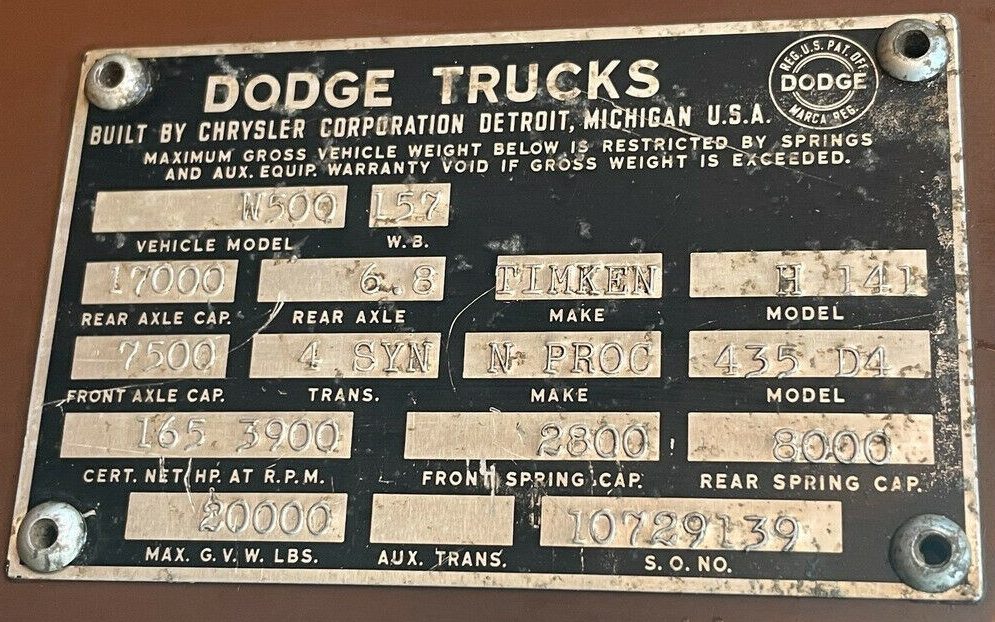 DODGE TRUCKS
REG. U.S. PAT. OFF.
DODGE
MARCA REG.
BUILT BY CHRYSLER CORPORATION DETROIT, MICHIGAN U.S.A.
MAXIMUM GROSS VEHICLE WEIGHT BELOW IS RESTRICTED BY SPRINGS
AND AUX. EQUIP. WARRANTY VOID IF GROSS WEIGHT IS EXCEEDED.
W500 157
VEHICLE MODEL W.B.
17000 6.8 TIMKEN H 141
REAR AXLE CAP. REAR AXLE MAKE MODEL
7500 4 SYN N PROC 435 D4
FRONT AXLE CAP. TRANS. MAKE MODEL
165 3900 2800 8000
CERT. NET HP. AT R.P.M. FRONT SPRING CAP. REAR SPRING CAP.
20000 10729139
MAX. G.V.W. LBS. AUX. TRANS. S.O. NO.